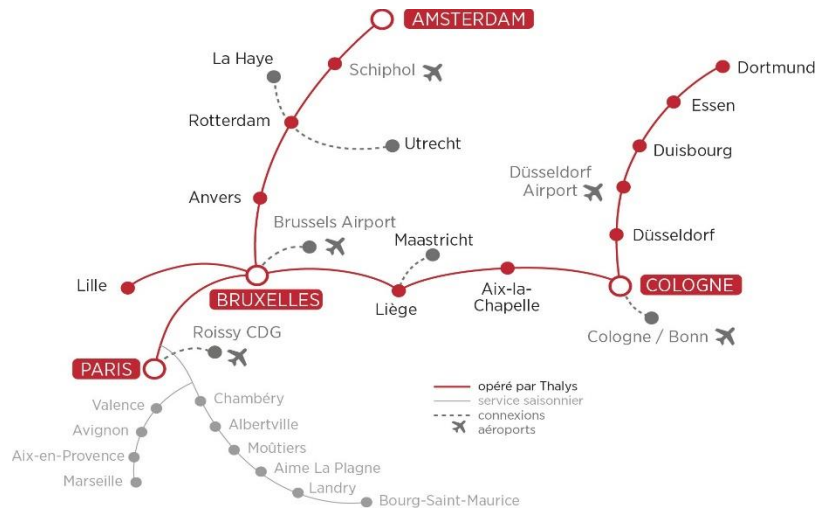 AMSTERDAM
La Haye
Schiphol
Dortmund
Essen
Rotterdam
Utrecht
Duisbourg
Düsseldorf
Airport
Anvers
Brussels Airport
Maastricht
Düsseldorf
Lille
BRUXELLES
Liège
Aix-la-
Chapelle
COLOGNE
Roissy CDG
Cologne / Bonn
PARIS
opéré par Thalys
service saisonnier
connexions
aéroports
Valence
Chambéry
Avignon
Albertville
Aix-en-Provence
Moûtiers
Marseille
Aime La Plagne
Landry
Bourg-Saint-Maurice